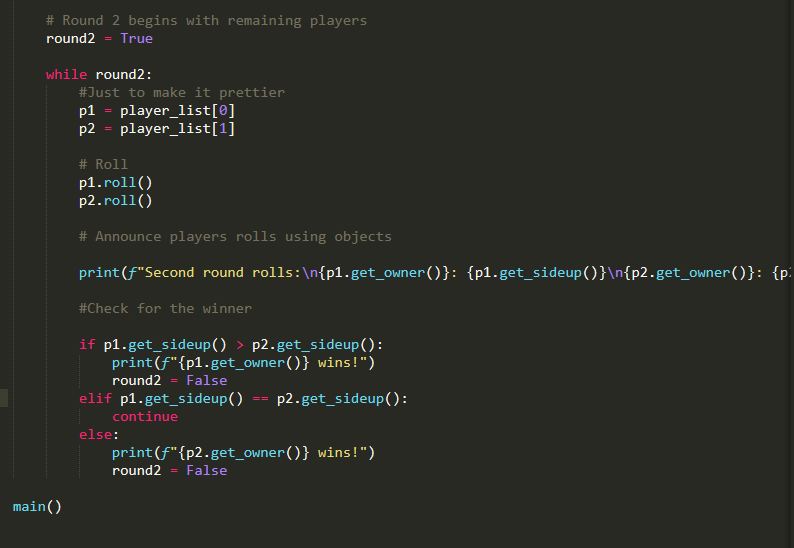 # Round 2 begins with remaining players
round2 = True
while round2:
#Just to make it prettier
p1 = player_list[0]
p2 = player_list[1]
# Roll
p1.roll()
p2.roll()
# Announce players rolls using objects
print(f"Second round rolls:\n{p1.get_owner()}: {p1.get_sideup()}\n{p2.get_owner()}: {p
#Check for the winner
if p1.get_sideup() > p2.get_sideup():
print(f"{p1.get_owner()} wins!")
round2 = False
elif p1.get_sideup() == p2.get_sideup():
continue
else:
print(f"{p2.get_owner()} wins!")
round2 = False
main()